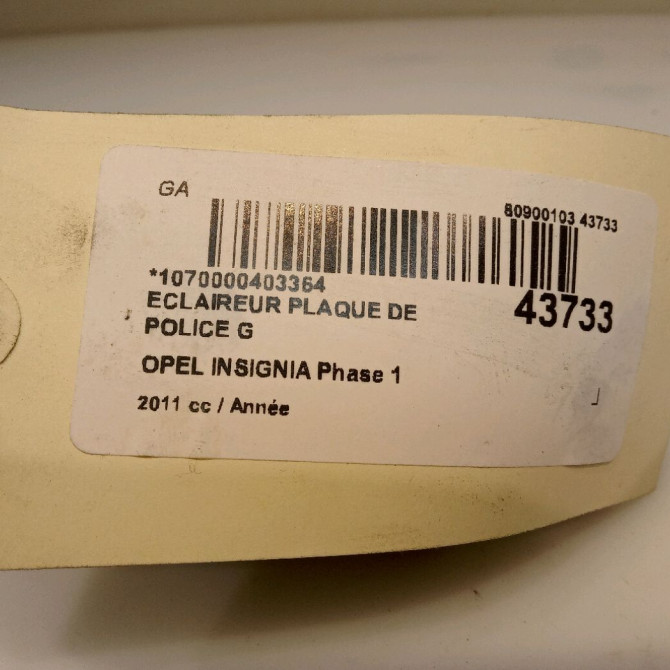 GA
80900103 43733
*1070000403364
43733
ECLAIREUR PLAQUE DE
POLICE G
OPEL INSIGNIA Phase 1
2011 cc / Année